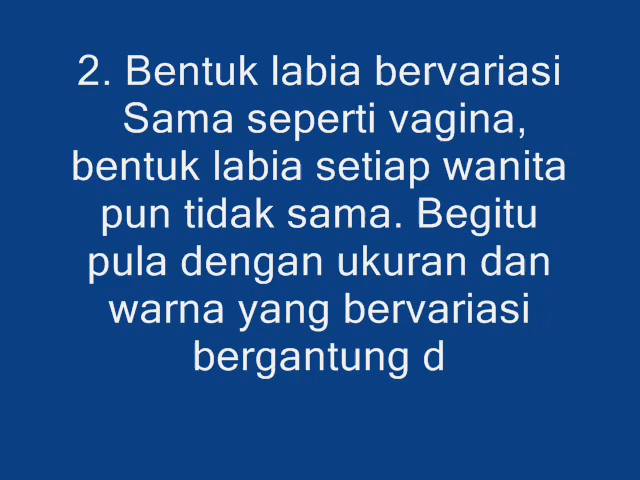 2. Bentuk labia bervariasi
Sama seperti vagina,
bentuk labia setiap wanita
pun tidak sama. Begitu
pula dengan ukuran dan
warna yang bervariasi
bergantung d